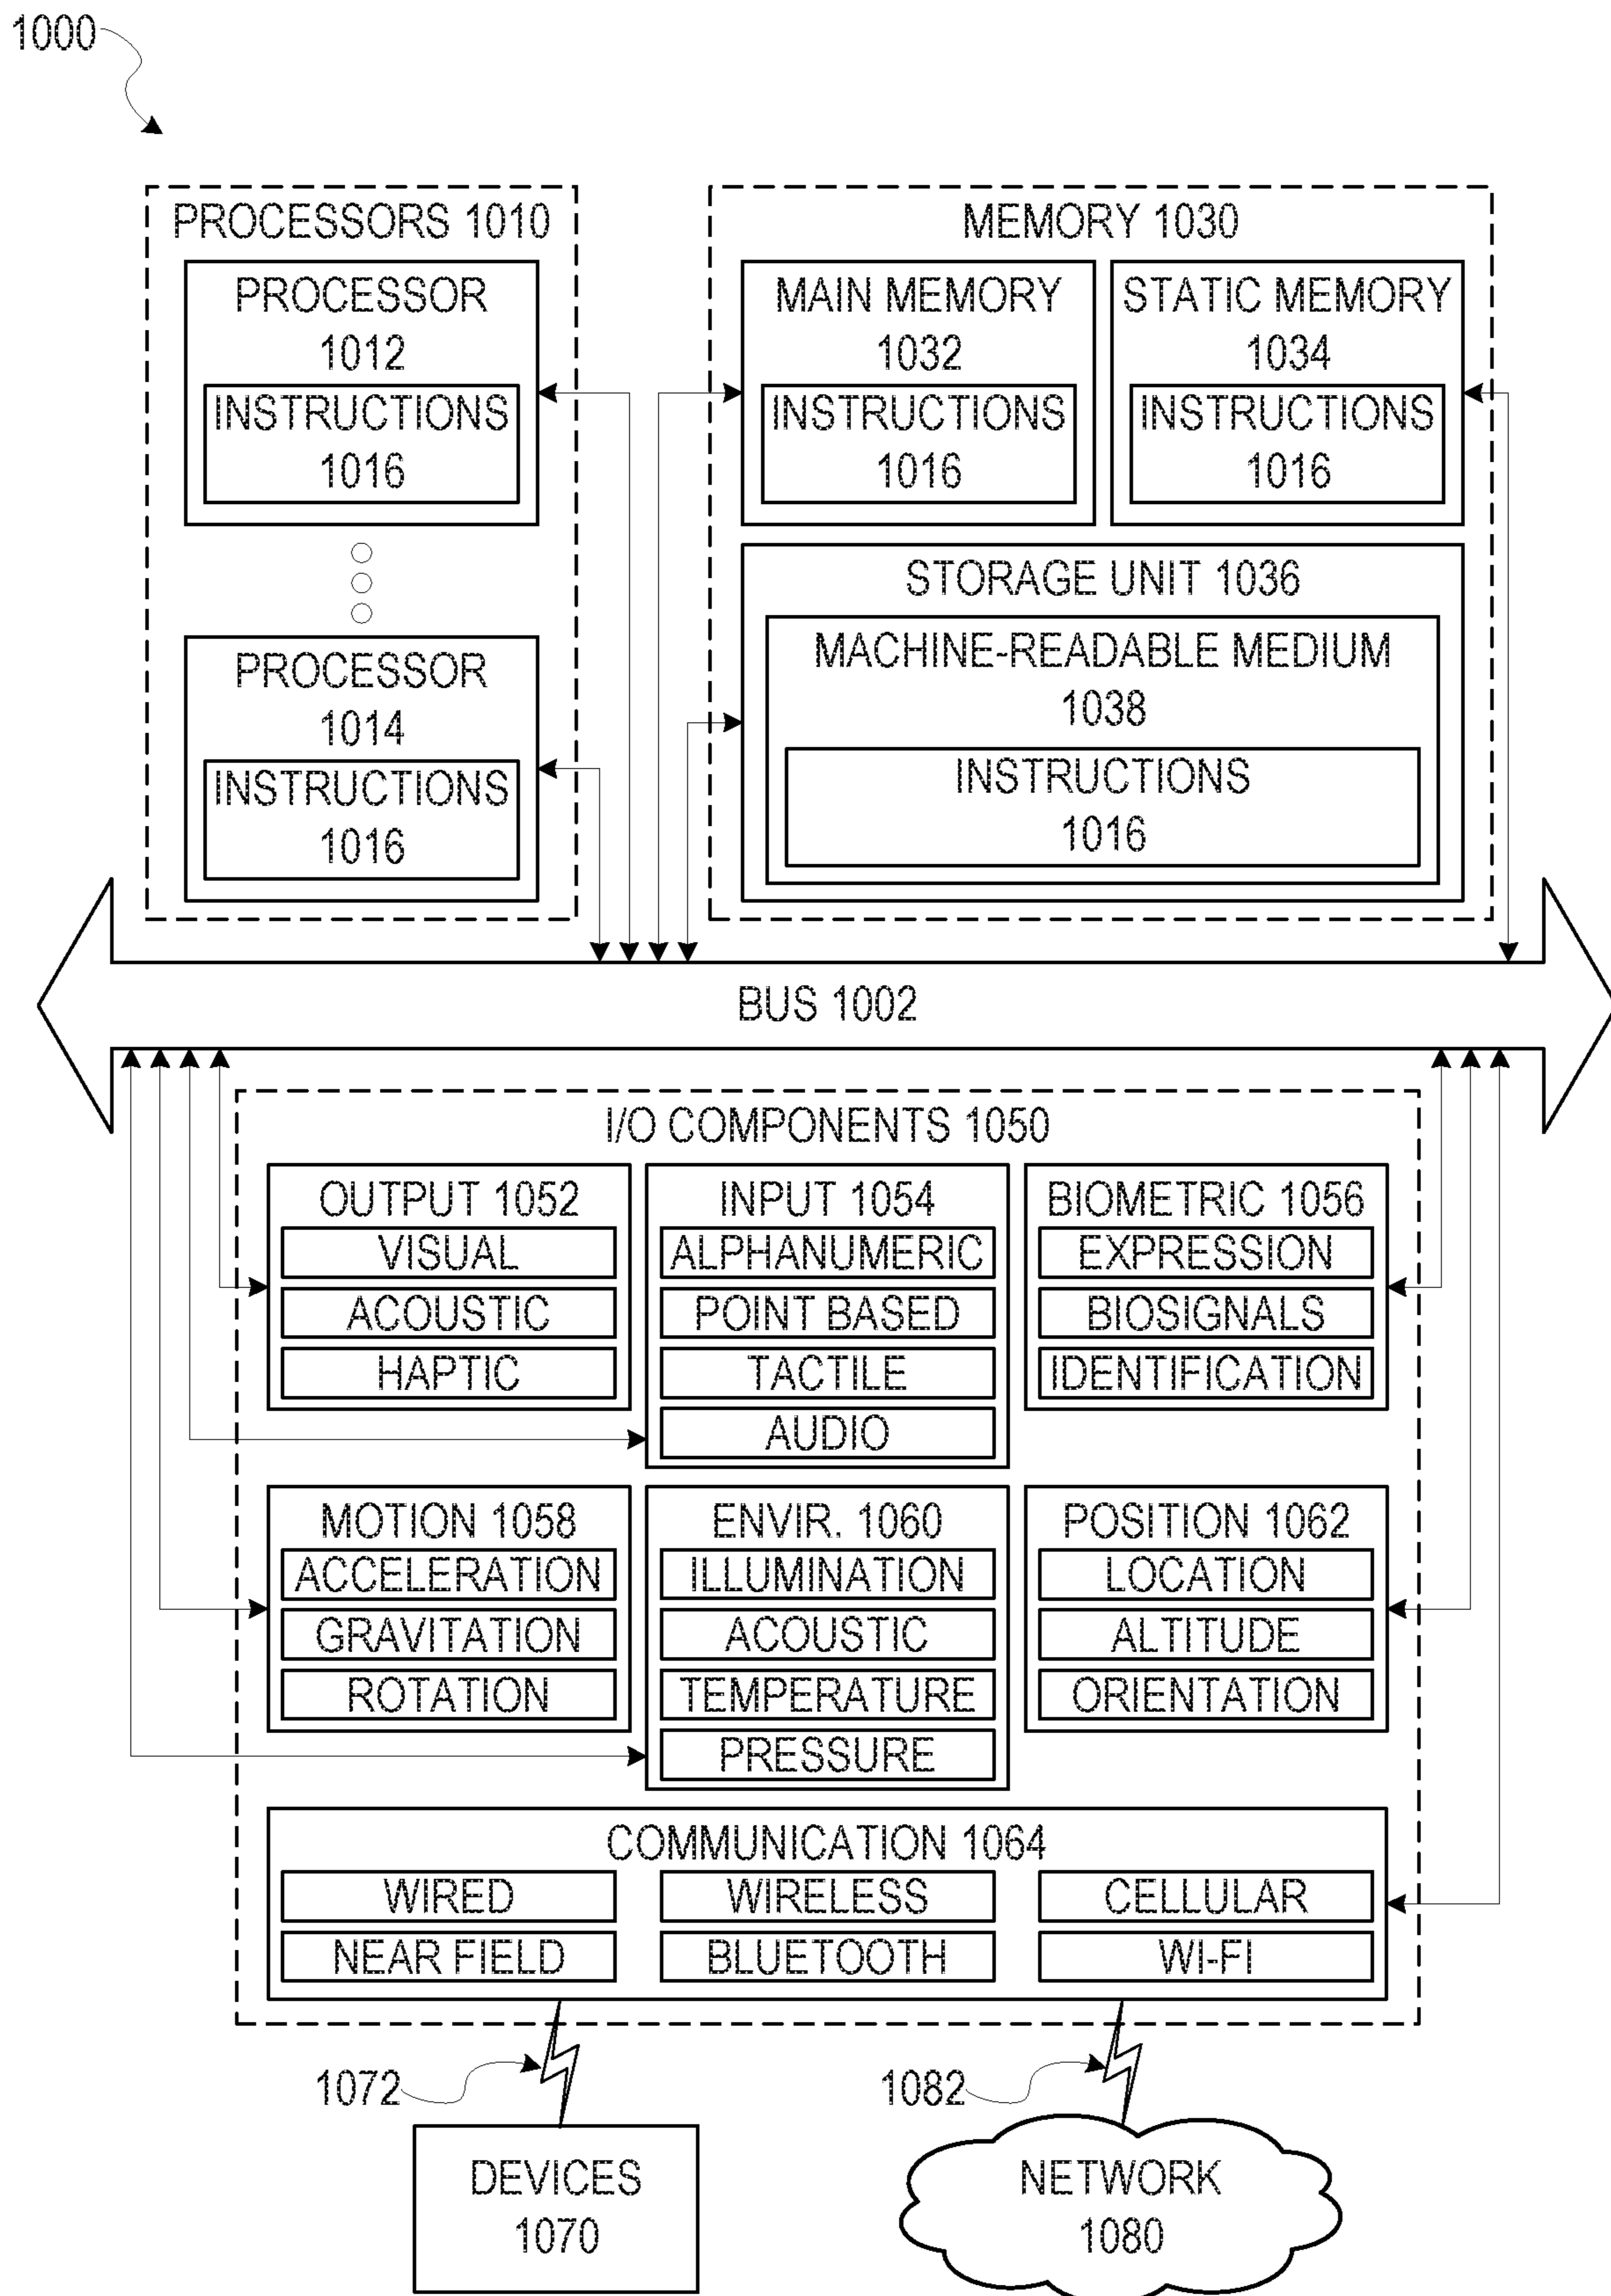 1000
PROCESSORS 1010
PROCESSOR
1012
INSTRUCTIONS
1016
PROCESSOR
1014
INSTRUCTIONS
1016
MEMORY 1030
MAIN MEMORY
1032
INSTRUCTIONS
1016
STATIC MEMORY
1034
INSTRUCTIONS
1016
STORAGE UNIT 1036
MACHINE-READABLE MEDIUM
1038
INSTRUCTIONS
1016
BUS 1002
I/O COMPONENTS 1050
OUTPUT 1052
VISUAL
ACOUSTIC
HAPTIC
INPUT 1054
ALPHANUMERIC
POINT BASED
TACTILE
AUDIO
BIOMETRIC 1056
EXPRESSION
BIOSIGNALS
IDENTIFICATION
MOTION 1058
ACCELERATION
GRAVITATION
ROTATION
ENVIR. 1060
ILLUMINATION
ACOUSTIC
TEMPERATURE
PRESSURE
POSITION 1062
LOCATION
ALTITUDE
ORIENTATION
COMMUNICATION 1064
WIRED
WIRELESS
CELLULAR
NEAR FIELD
BLUETOOTH
WI-FI
1072
1082
DEVICES
1070
NETWORK
1080